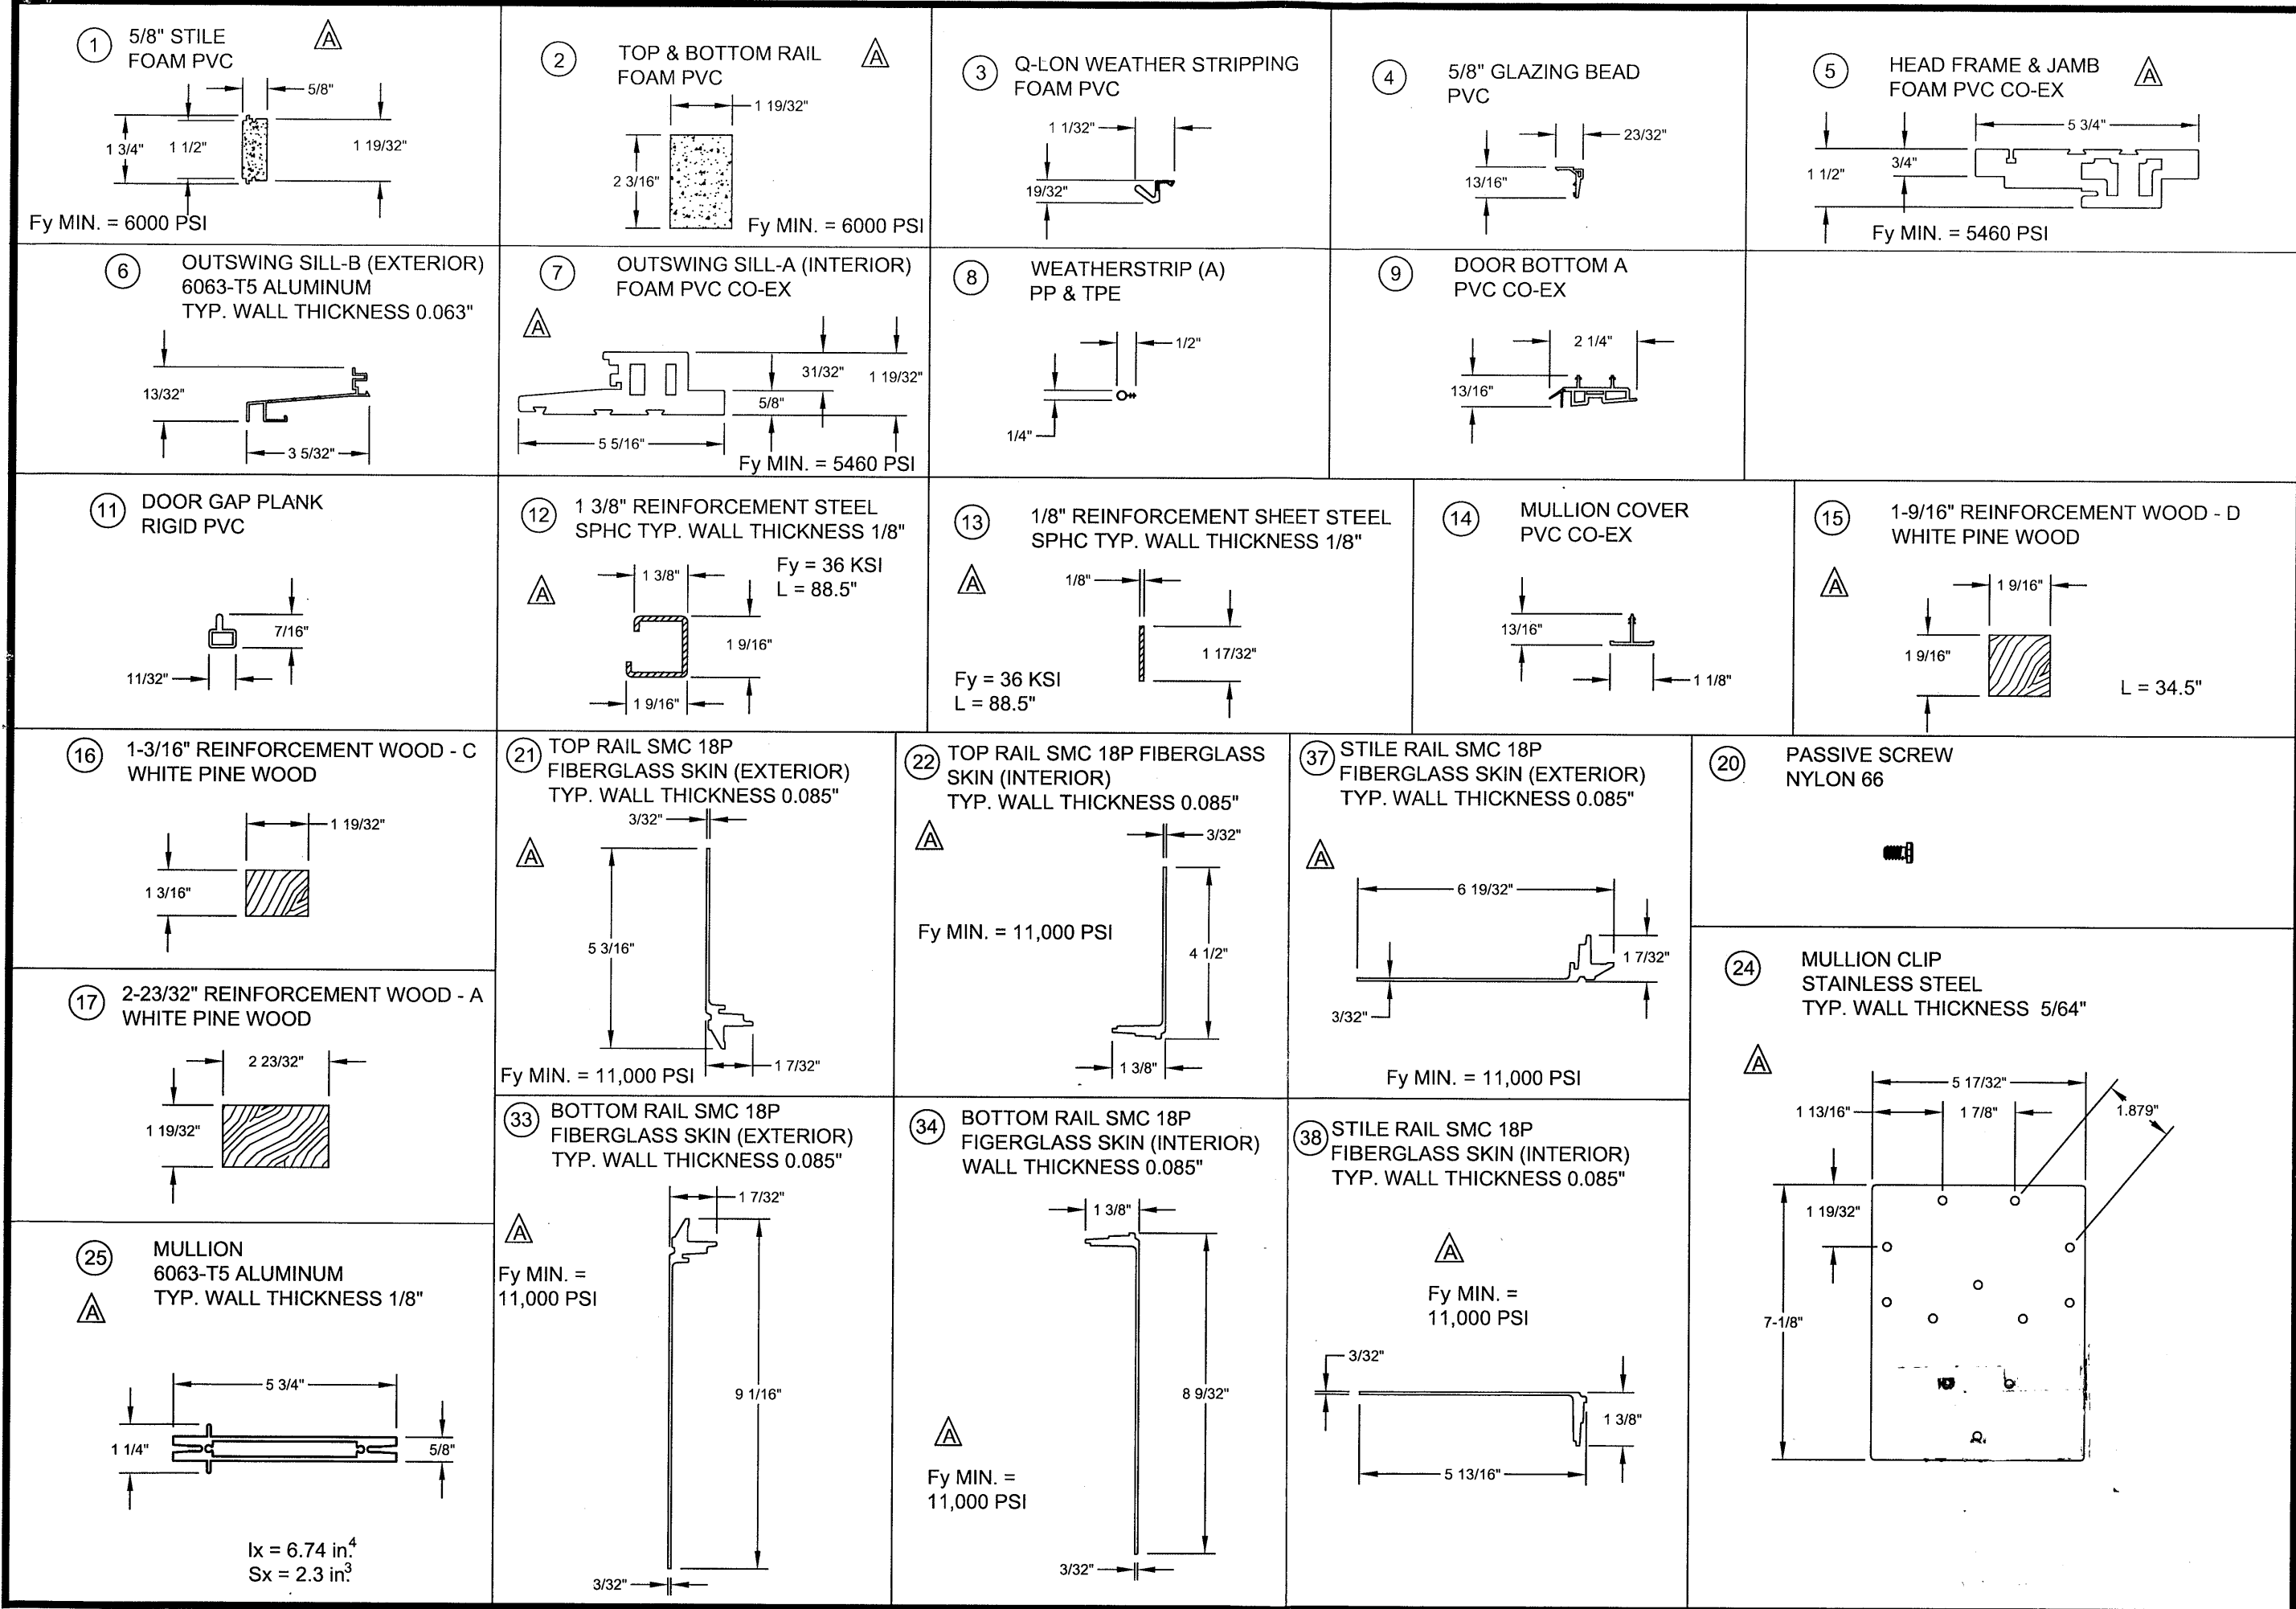 1
5/8" STILE
FOAM PVC
A
5/8"
1 3/4"
1 1/2"
1 19/32"
Fy MIN. = 6000 PSI
2
TOP & BOTTOM RAIL
FOAM PVC
A
1 19/32"
2 3/16"
Fy MIN. = 6000 PSI
3
Q-LON WEATHER STRIPPING
FOAM PVC
1 1/32"
19/32"
4
5/8" GLAZING BEAD
PVC
23/32"
13/16"
5
HEAD FRAME & JAMB
FOAM PVC CO-EX
A
5 3/4"
1 1/2"
3/4"
Fy MIN. = 5460 PSI
6
OUTSWING SILL-B (EXTERIOR)
6063-T5 ALUMINUM
TYP. WALL THICKNESS 0.063"
13/32"
3 5/32"
7
OUTSWING SILL-A (INTERIOR)
FOAM PVC CO-EX
A
31/32"
1 19/32"
5/8"
5 5/16"
Fy MIN. = 5460 PSI
8
WEATHERSTRIP (A)
PP & TPE
1/2"
1/4"
9
DOOR BOTTOM A
PVC CO-EX
2 1/4"
13/16"
11
DOOR GAP PLANK
RIGID PVC
7/16"
11/32"
12
1 3/8" REINFORCEMENT STEEL
SPHC TYP. WALL THICKNESS 1/8"
Fy = 36 KSI
L = 88.5"
A
1 3/8"
1 9/16"
1 9/16"
13
1/8" REINFORCEMENT SHEET STEEL
SPHC TYP. WALL THICKNESS 1/8"
A
1/8"
1 17/32"
Fy = 36 KSI
L = 88.5"
14
MULLION COVER
PVC CO-EX
13/16"
1 1/8"
15
1-9/16" REINFORCEMENT WOOD - D
WHITE PINE WOOD
A
1 9/16"
1 9/16"
L = 34.5"
16
1-3/16" REINFORCEMENT WOOD - C
WHITE PINE WOOD
1 19/32"
1 3/16"
17
2-23/32" REINFORCEMENT WOOD - A
WHITE PINE WOOD
2 23/32"
1 19/32"
25
MULLION
6063-T5 ALUMINUM
TYP. WALL THICKNESS 1/8"
A
5 3/4"
1 1/4"
5/8"
Ix = 6.74 in.4
Sx = 2.3 in.3
21
TOP RAIL SMC 18P
FIBERGLASS SKIN (EXTERIOR)
TYP. WALL THICKNESS 0.085"
3/32"
A
5 3/16"
1 7/32"
Fy MIN. = 11,000 PSI
22
TOP RAIL SMC 18P FIBERGLASS
SKIN (INTERIOR)
TYP. WALL THICKNESS 0.085"
A
3/32"
Fy MIN. = 11,000 PSI
4 1/2"
1 3/8"
37
STILE RAIL SMC 18P
FIBERGLASS SKIN (EXTERIOR)
TYP. WALL THICKNESS 0.085"
A
6 19/32"
1 7/32"
3/32"
Fy MIN. = 11,000 PSI
20
PASSIVE SCREW
NYLON 66
33
BOTTOM RAIL SMC 18P
FIBERGLASS SKIN (EXTERIOR)
TYP. WALL THICKNESS 0.085"
1 7/32"
A
Fy MIN. =
11,000 PSI
9 1/16"
3/32"
34
BOTTOM RAIL SMC 18P
FIGERGLASS SKIN (INTERIOR)
WALL THICKNESS 0.085"
1 3/8"
8 9/32"
A
Fy MIN. =
11,000 PSI
3/32"
38
STILE RAIL SMC 18P
FIBERGLASS SKIN (INTERIOR)
TYP. WALL THICKNESS 0.085"
A
Fy MIN. =
11,000 PSI
3/32"
1 3/8"
5 13/16"
24
MULLION CLIP
STAINLESS STEEL
TYP. WALL THICKNESS 5/64"
A
5 17/32"
1 13/16"
1 7/8"
1.879"
1 19/32"
7-1/8"